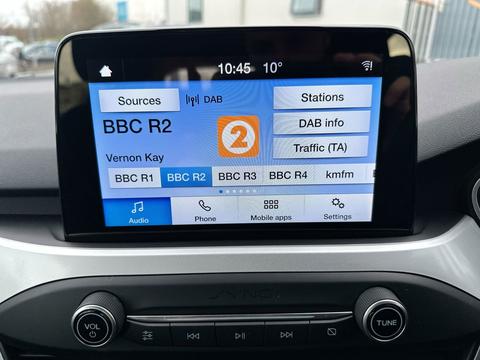 10:45 10°
Sources DAB Stations
BBC R2 2 DAB info
Traffic (TA)
Vernon Kay
BBC R1 BBC R2 BBC R3 BBC R4 kmfm
Audio Phone Mobile apps Settings
SYNC
VOL TUNE